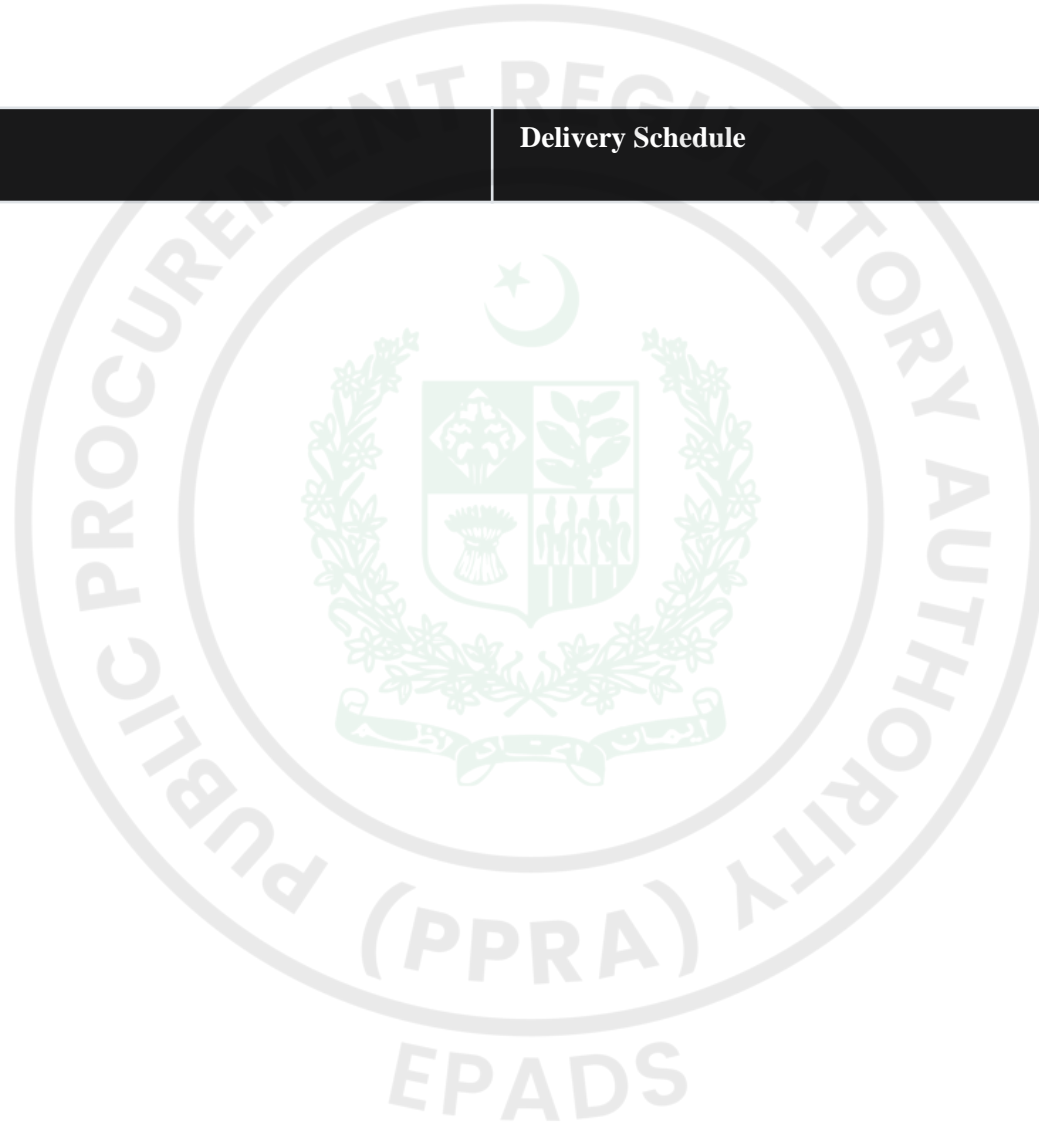 Delivery Schedule
PUBLIC PROCUREMENT REGULATORY AUTHORITY
(PPRA)
EPADS